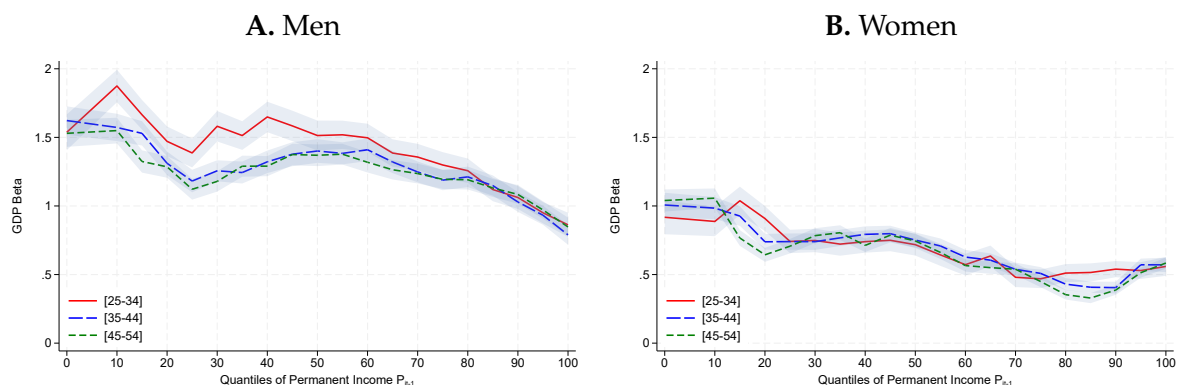 A. Men
2
1.5
1
.5
0
GDP Beta
[25-34]
[35-44]
[45-54]
0 10 20 30 40 50 60 70 80 90 100
Quantiles of Permanent Income P_it-1
B. Women
2
1.5
1
.5
0
GDP Beta
[25-34]
[35-44]
[45-54]
0 10 20 30 40 50 60 70 80 90 100
Quantiles of Permanent Income P_it-1